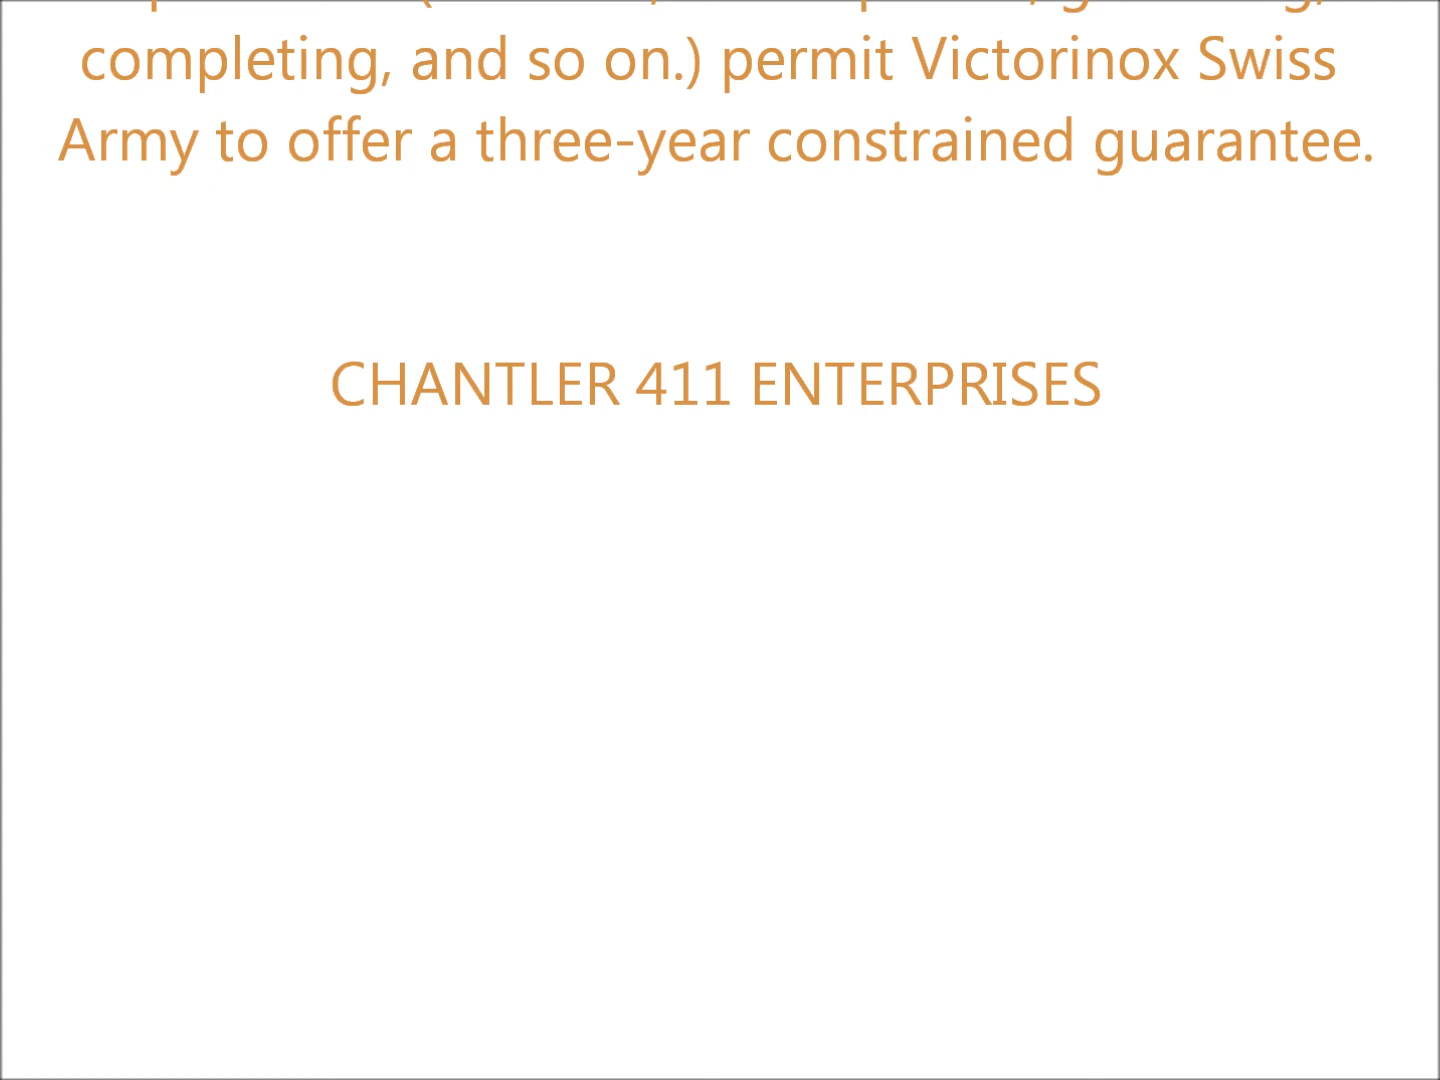 completing, and so on.) permit Victorinox Swiss
Army to offer a three-year constrained guarantee.
CHANTLER 411 ENTERPRISES